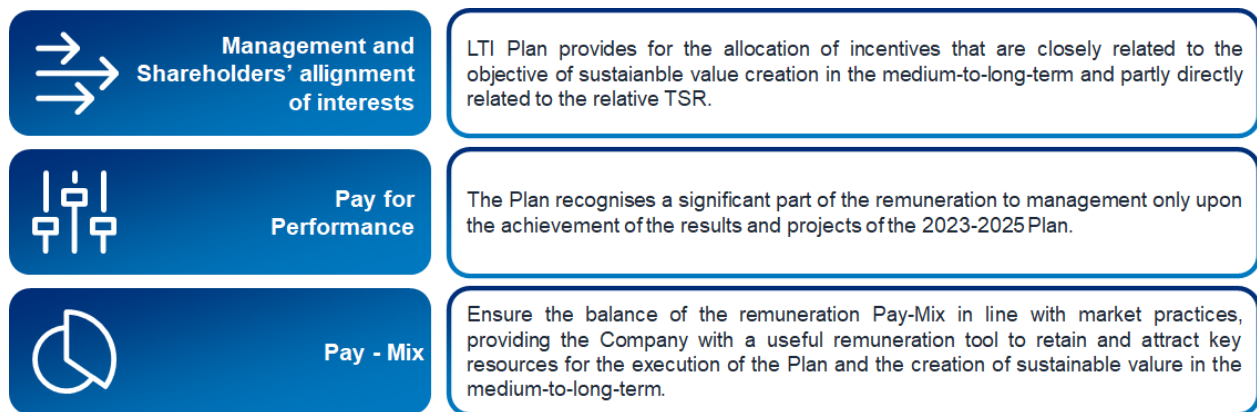 Management and
Shareholders' allignment
of interests
LTI Plan provides for the allocation of incentives that are closely related to the
objective of sustaianble value creation in the medium-to-long-term and partly directly
related to the relative TSR.
Pay for
Performance
The Plan recognises a significant part of the remuneration to management only upon
the achievement of the results and projects of the 2023-2025 Plan.
Pay - Mix
Ensure the balance of the remuneration Pay-Mix in line with market practices,
providing the Company with a useful remuneration tool to retain and attract key
resources for the execution of the Plan and the creation of sustainable valure in the
medium-to-long-term.